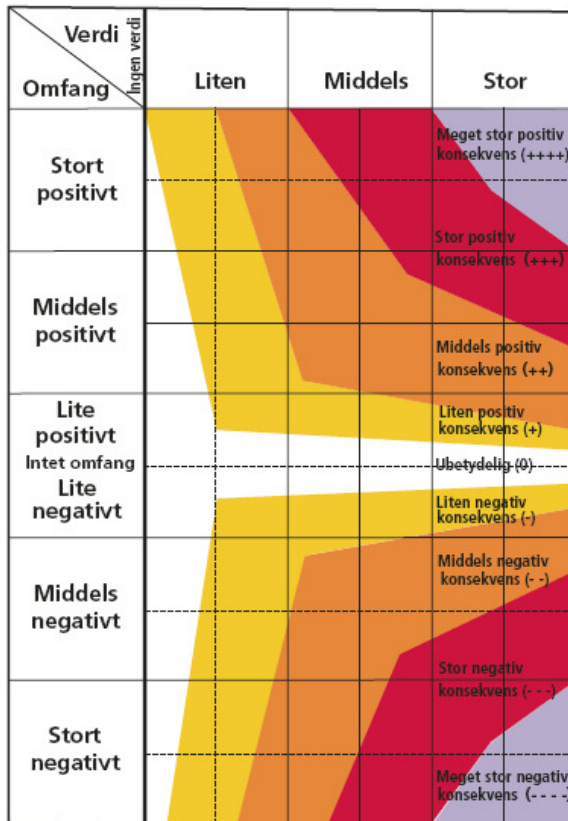 Verdi
Ingen verdi
Omfang
Liten
Middels
Stor
Stort
positivt
Meget stor positiv
konsekvens (++++)
Stor positiv
konsekvens (+++)
Middels
positivt
Middels positiv
konsekvens (++)
Lite
positivt
Liten positiv
konsekvens (+)
Intet omfang
Ubetydelig (0)
Lite
negativt
Liten negativ
konsekvens (-)
Middels
negativt
Middels negativ
konsekvens (- -)
Stor negativ
konsekvens (- - -)
Stort
negativt
Meget stor negativ
konsekvens (- - - -)